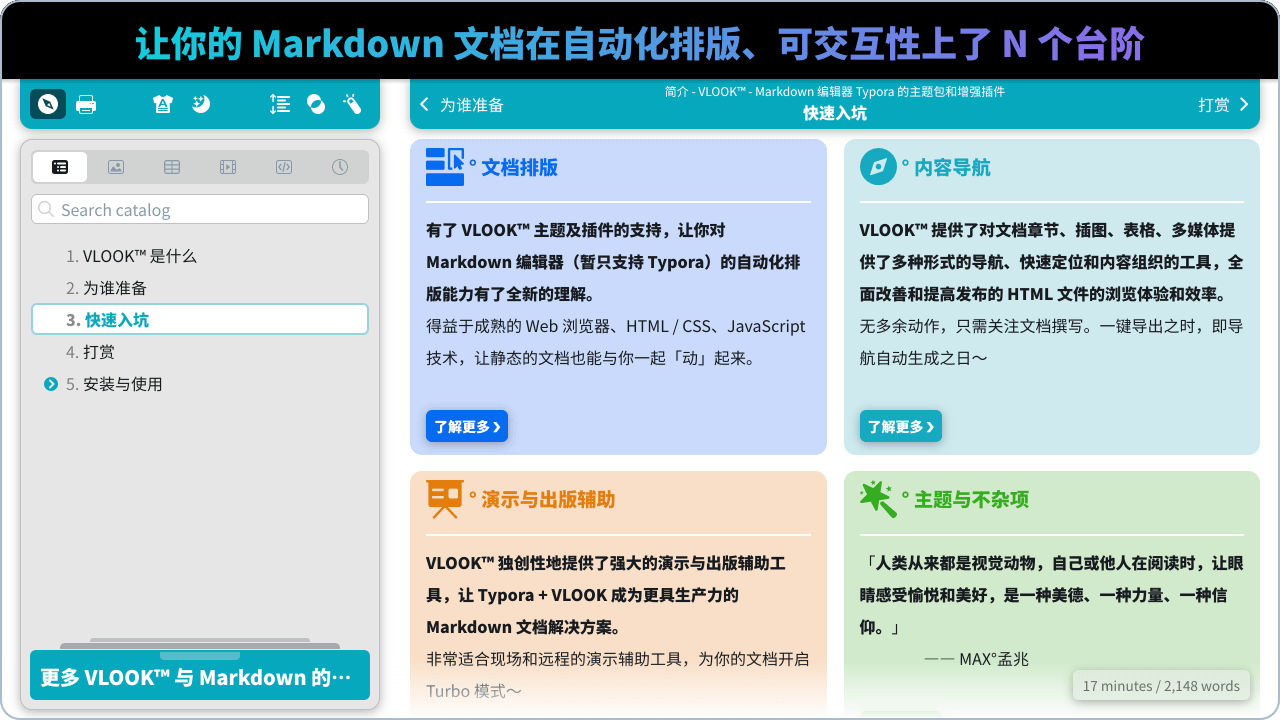 让你的 Markdown 文档在自动化排版、可交互性上了 N 个台阶
为谁准备
简介 - VLOOK™ - Markdown 编辑器 Typora 的主题包和增强插件
快速入坑
打赏
Search catalog
1. VLOOK™ 是什么
2. 为谁准备
3. 快速入坑
4. 打赏
5. 安装与使用
更多 VLOOK™ 与 Markdown 的⋯
° 文档排版
有了 VLOOK™ 主题及插件的支持，让你对
Markdown 编辑器（暂只支持 Typora）的自动化排
版能力有了全新的理解。
得益于成熟的 Web 浏览器、HTML / CSS、JavaScript
技术，让静态的文档也能与你一起「动」起来。
了解更多 ›
° 内容导航
VLOOK™ 提供了对文档章节、插图、表格、多媒体提
供了多种形式的导航、快速定位和内容组织的工具，全
面改善和提高发布的 HTML 文件的浏览体验和效率。
无多余动作，只需关注文档撰写。一键导出之时，即导
航自动生成之日～
了解更多 ›
° 演示与出版辅助
VLOOK™ 独创性地提供了强大的演示与出版辅助工
具，让 Typora + VLOOK 成为更具生产力的
Markdown 文档解决方案。
非常适合现场和远程的演示辅助工具，为你的文档开启
Turbo 模式～
° 主题与不杂项
「人类从来都是视觉动物，自己或他人在阅读时，让眼
睛感受愉悦和美好，是一种美德、一种力量、一种信
仰。」
—— MAX°孟兆
17 minutes / 2,148 words